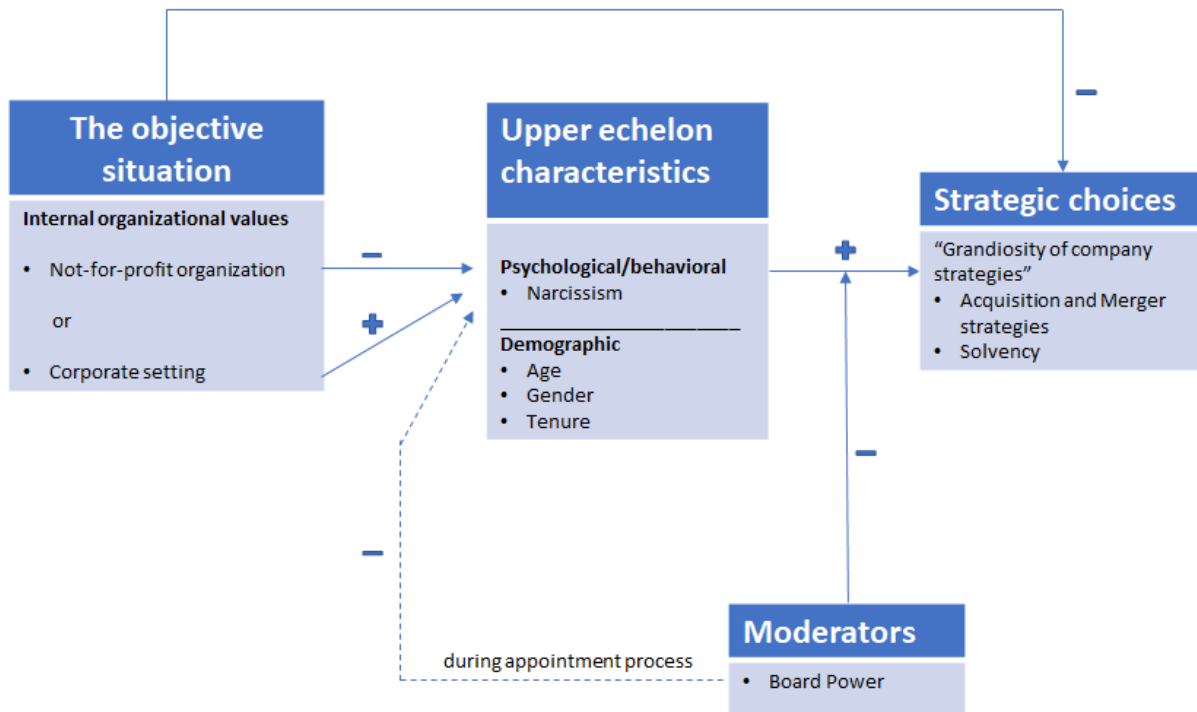 The objective
situation
Internal organizational values
• Not-for-profit organization
or
• Corporate setting
Upper echelon
characteristics
Psychological/behavioral
• Narcissism
Demographic
• Age
• Gender
• Tenure
Strategic choices
“Grandiosity of company
strategies”
• Acquisition and Merger
strategies
• Solvency
−
−
+
+
−
−
during appointment process
Moderators
• Board Power